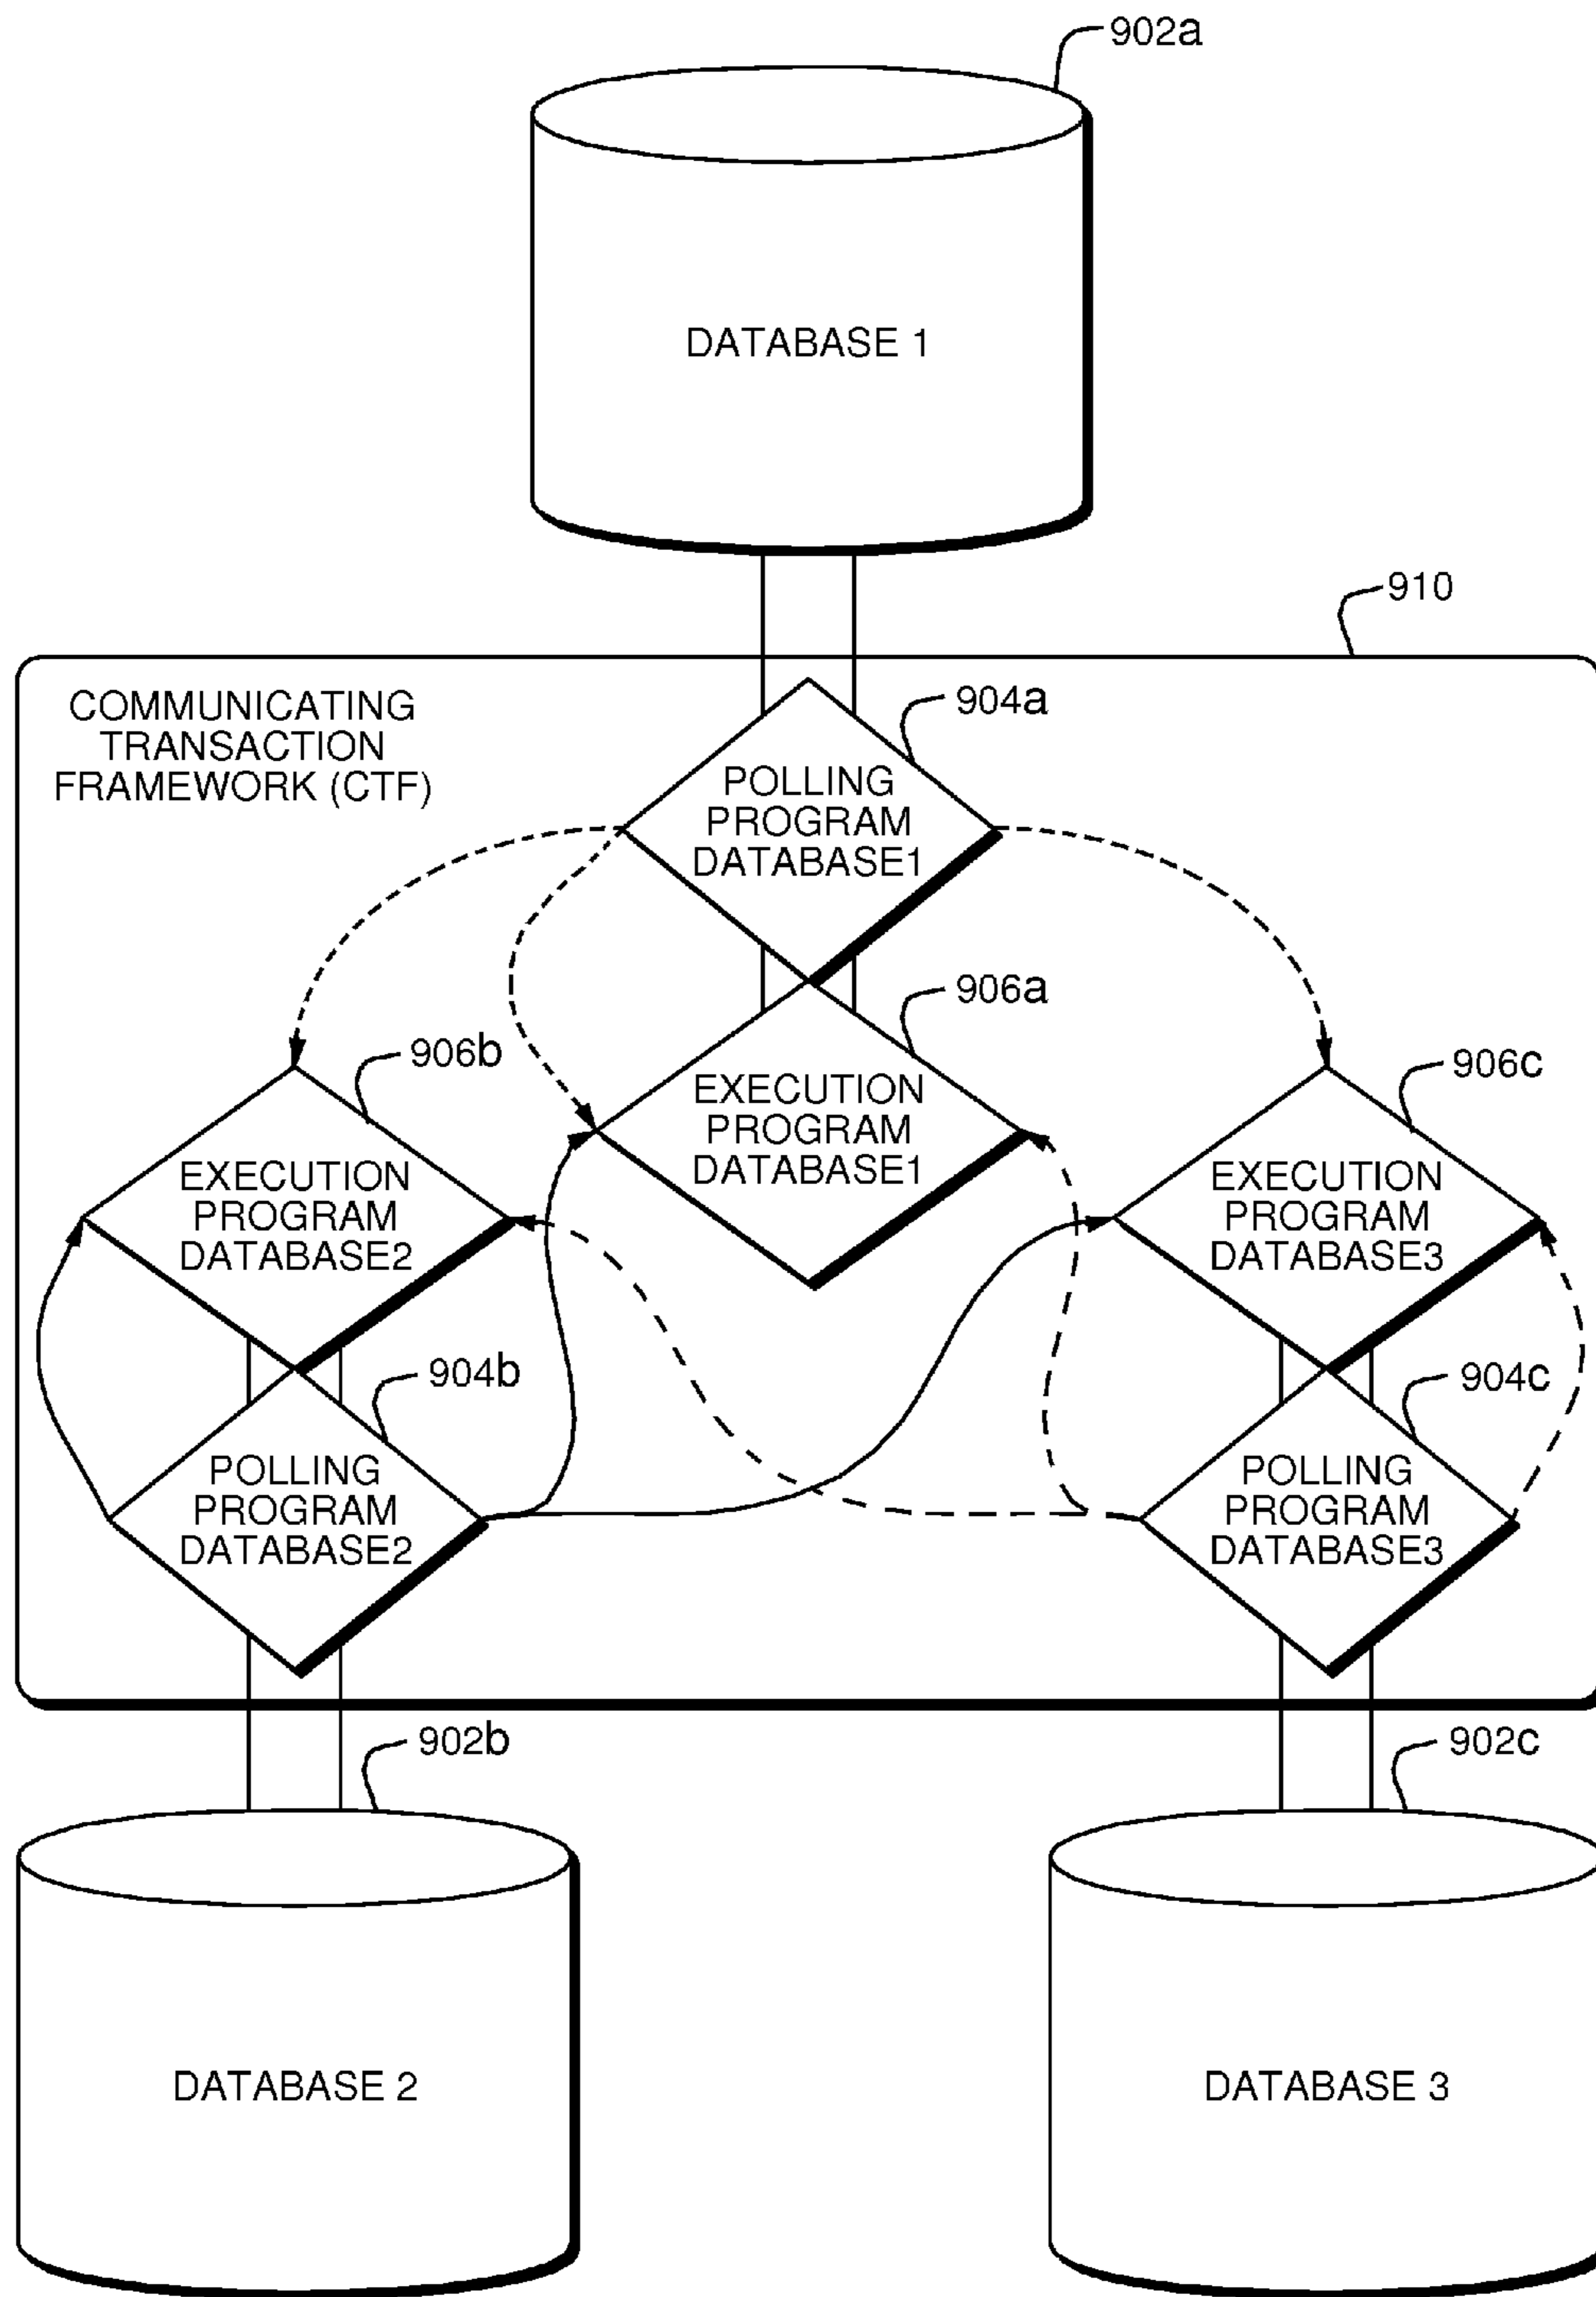 902a
DATABASE 1
910
COMMUNICATING
TRANSACTION
FRAMEWORK (CTF)
904a
POLLING
PROGRAM
DATABASE1
906a
EXECUTION
PROGRAM
DATABASE1
906b
EXECUTION
PROGRAM
DATABASE2
906c
EXECUTION
PROGRAM
DATABASE3
904b
POLLING
PROGRAM
DATABASE2
904c
POLLING
PROGRAM
DATABASE3
902b
DATABASE 2
902c
DATABASE 3